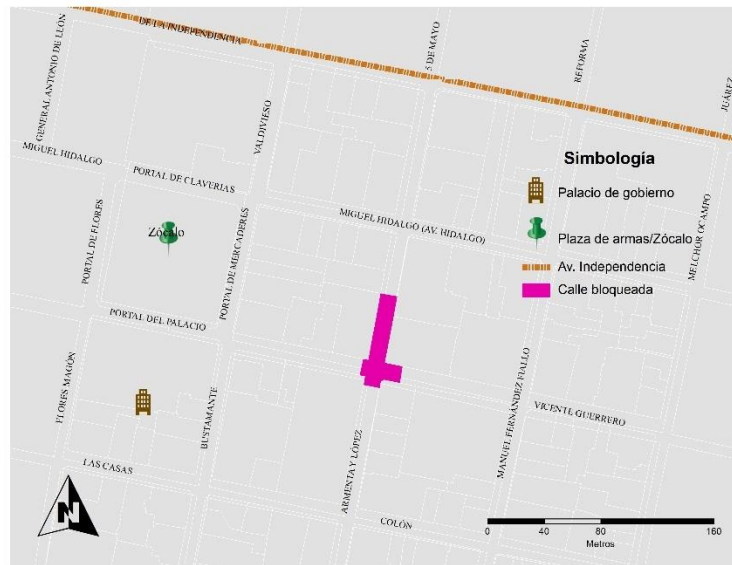 DE LA INDEPENDENCIA
GENERAL ANTONIO DE LEÓN
5 DE MAYO
REFORMA
JUÁREZ
VALDIVIESO
MIGUEL HIDALGO
PORTAL DE CLAVERIAS
Simbología
Palacio de gobierno
Plaza de armas/Zócalo
Av. Independencia
Calle bloqueada
MIGUEL HIDALGO (AV. HIDALGO)
MELCHOR OCAMPO
PORTAL DE FLORES
Zócalo
PORTAL DE MERCADERES
PORTAL DEL PALACIO
FLORES MAGÓN
BUSTAMANTE
MANUEL FERNÁNDEZ FIALLO
VICENTE GUERRERO
LAS CASAS
ARMENTA Y LÓPEZ
COLÓN
N
0 40 80 160
Metros